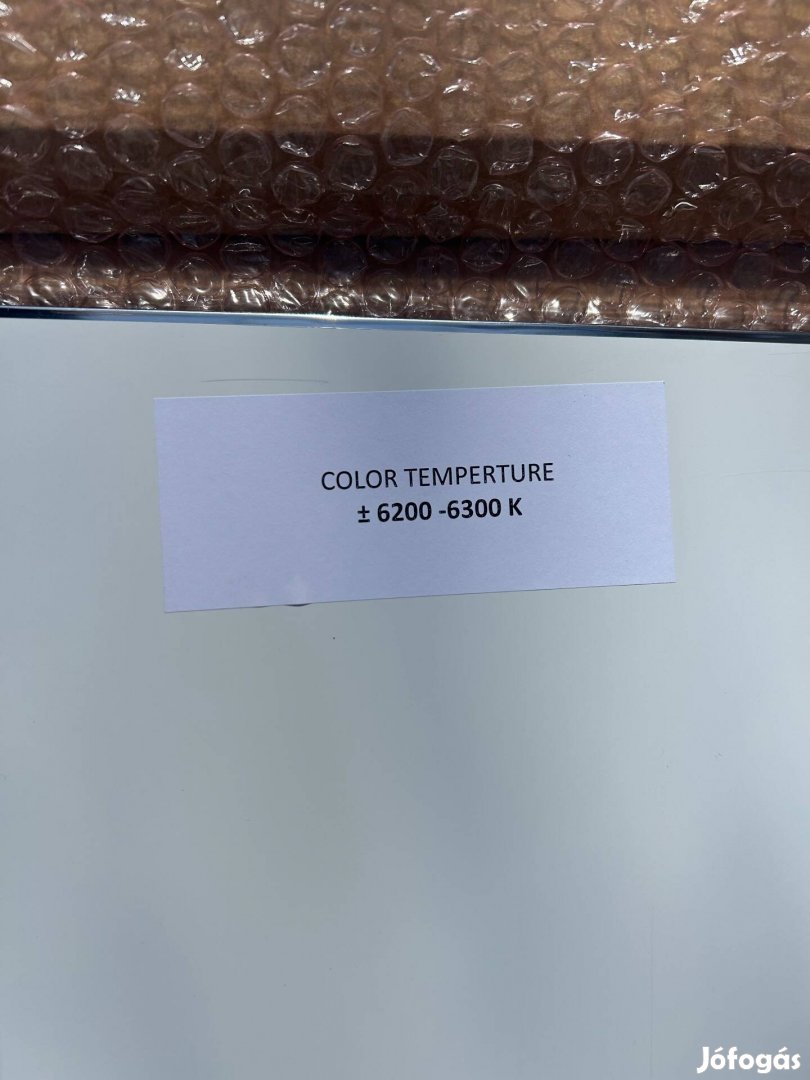 COLOR TEMPERTURE
± 6200 -6300 K
Jófogás